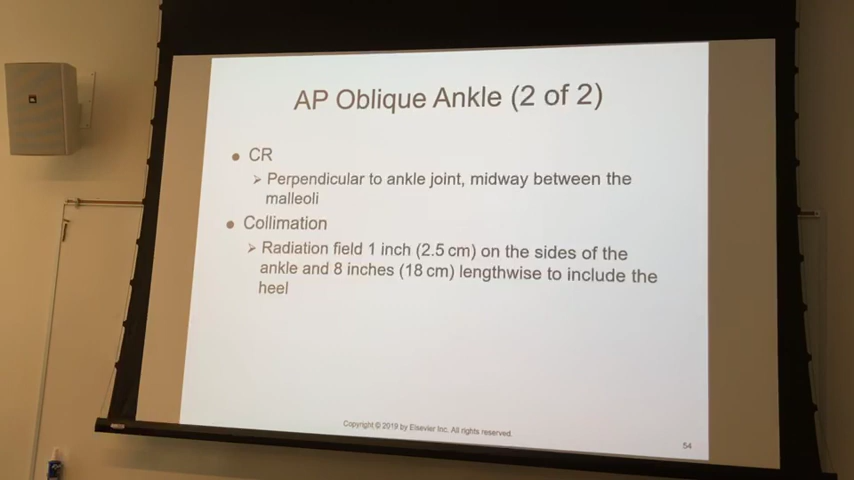 AP Oblique Ankle (2 of 2)
● CR
➢ Perpendicular to ankle joint, midway between the
malleoli
● Collimation
➢ Radiation field 1 inch (2.5 cm) on the sides of the
ankle and 8 inches (18 cm) lengthwise to include the
heel
Copyright © 2019 by Elsevier Inc. All rights reserved.
54